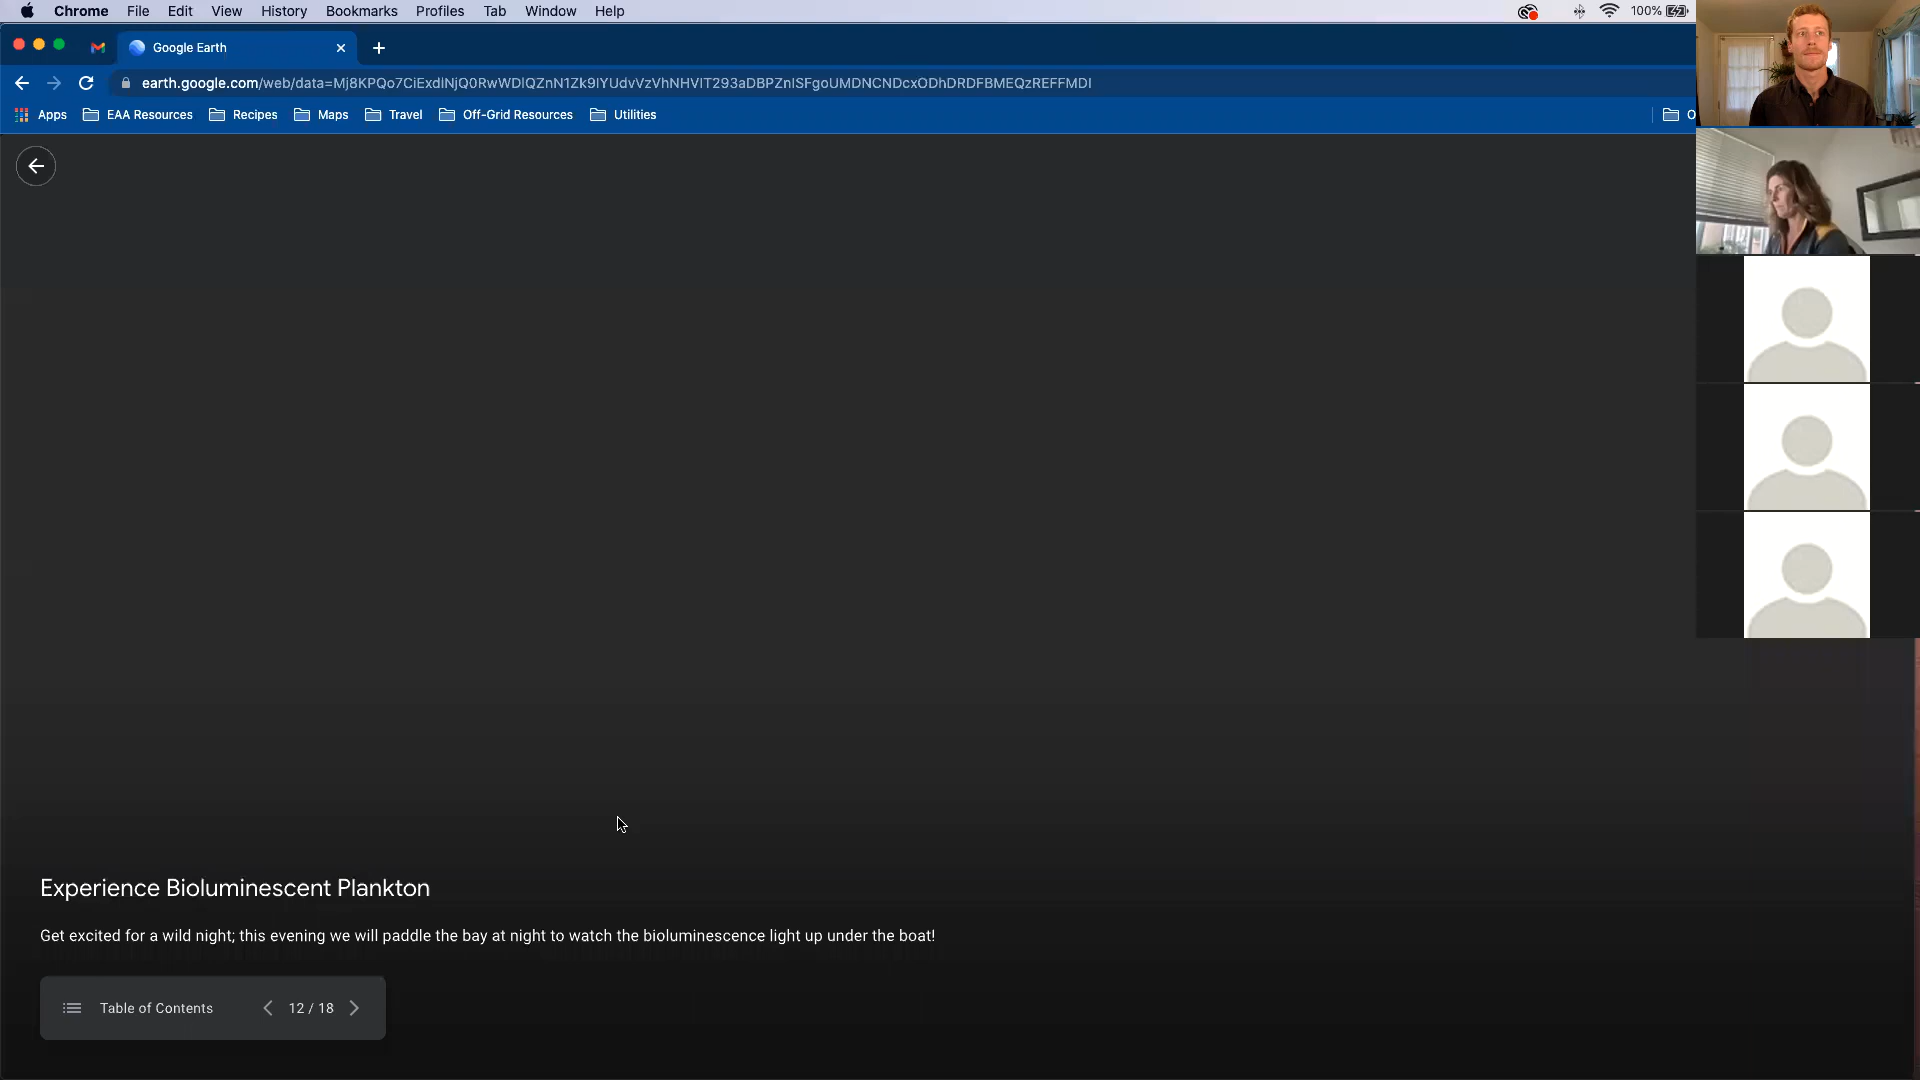 Chrome File Edit View History Bookmarks Profiles Tab Window Help 100%
Google Earth
earth.google.com/web/data=Mj8KPQo7CiExdlNjQ0RwWDlQZnN1Zk9lYUdvVzVhNHVIT293aDBPZnISFgoUMDNCNDcxODhDRDFBMEQzREFFMDI
Apps EAA Resources Recipes Maps Travel Off-Grid Resources Utilities O
Experience Bioluminescent Plankton
Get excited for a wild night; this evening we will paddle the bay at night to watch the bioluminescence light up under the boat!
Table of Contents 12 / 18